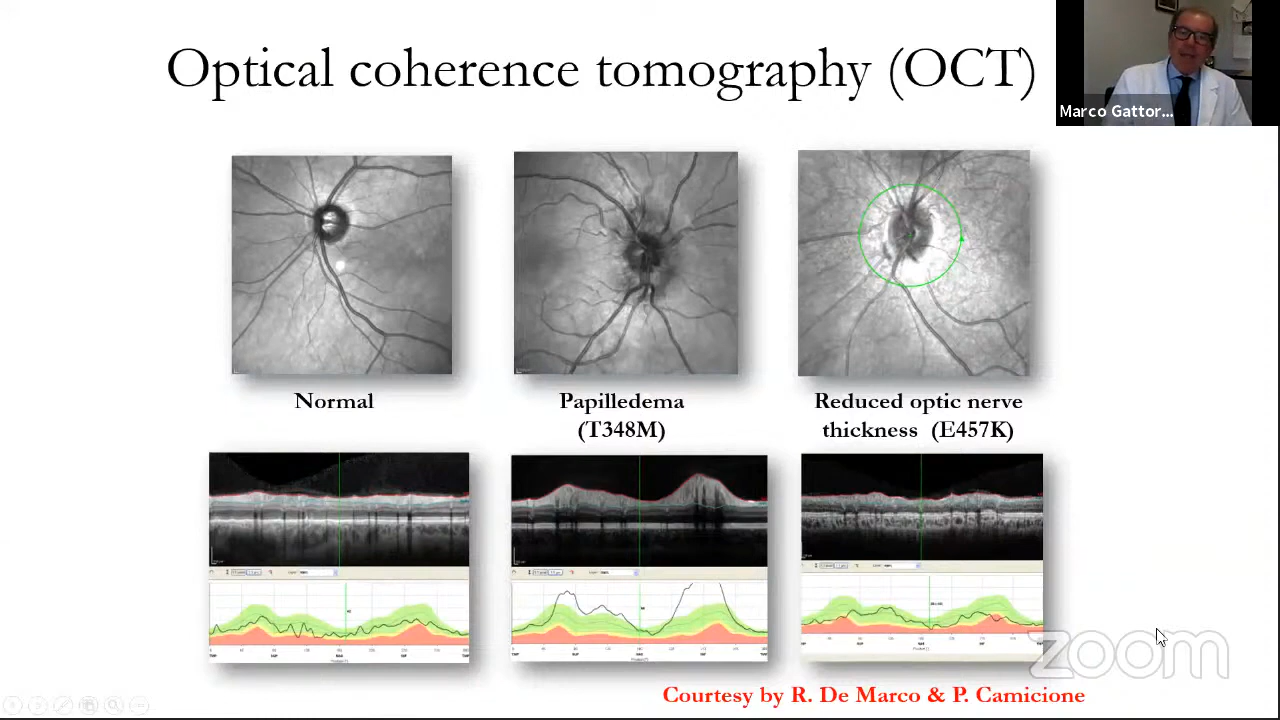 Optical coherence tomography (OCT)
Marco Gattor...
Normal
Papilledema
(T348M)
Reduced optic nerve
thickness (E457K)
zoom
Courtesy by R. De Marco & P. Camicione